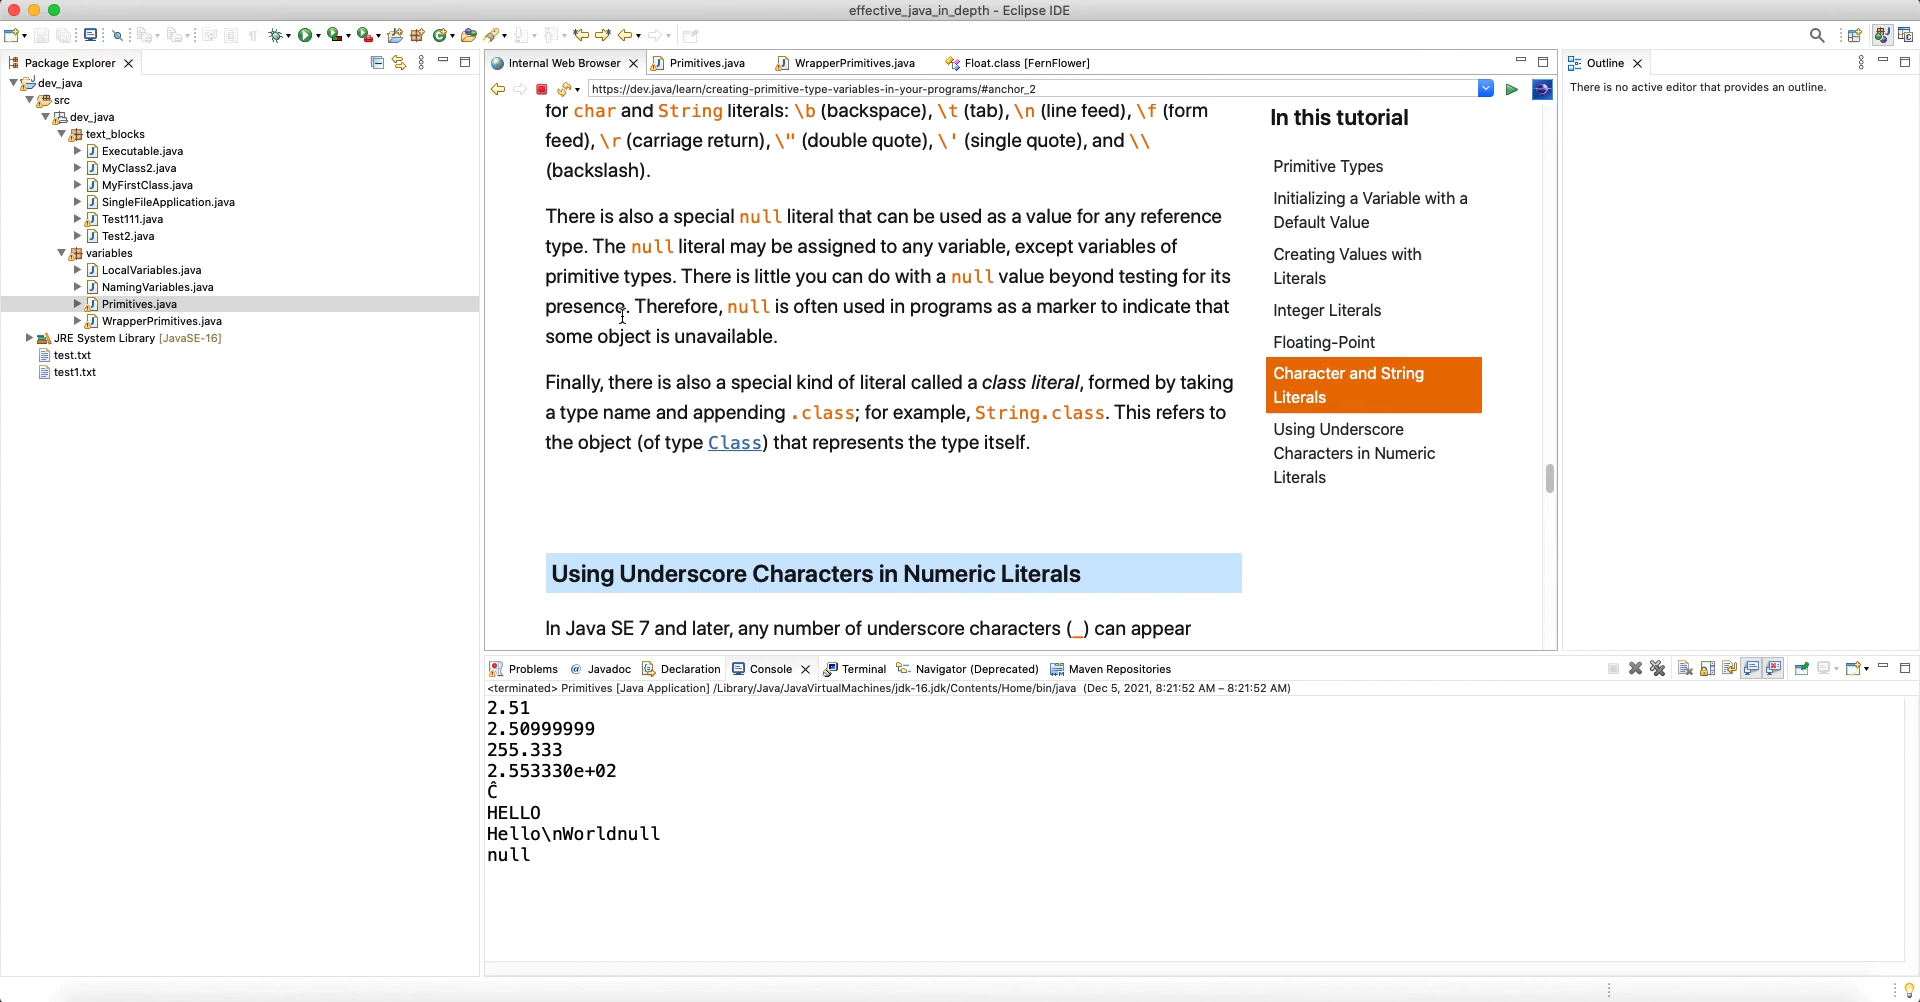 effective_java_in_depth - Eclipse IDE
Package Explorer
dev_java
src
dev_java
text_blocks
Executable.java
MyClass2.java
MyFirstClass.java
SingleFileApplication.java
Test111.java
Test2.java
variables
LocalVariables.java
NamingVariables.java
Primitives.java
WrapperPrimitives.java
JRE System Library [JavaSE-16]
test.txt
test1.txt
Internal Web Browser
Primitives.java
WrapperPrimitives.java
Float.class [FernFlower]
https://dev.java/learn/creating-primitive-type-variables-in-your-programs/#anchor_2
for char and String literals: \b (backspace), \t (tab), \n (line feed), \f (form
feed), \r (carriage return), \" (double quote), \' (single quote), and \\
(backslash).
There is also a special null literal that can be used as a value for any reference
type. The null literal may be assigned to any variable, except variables of
primitive types. There is little you can do with a null value beyond testing for its
presence. Therefore, null is often used in programs as a marker to indicate that
some object is unavailable.
Finally, there is also a special kind of literal called a class literal, formed by taking
a type name and appending .class; for example, String.class. This refers to
the object (of type Class) that represents the type itself.
Using Underscore Characters in Numeric Literals
In Java SE 7 and later, any number of underscore characters (_) can appear
In this tutorial
Primitive Types
Initializing a Variable with a
Default Value
Creating Values with
Literals
Integer Literals
Floating-Point
Character and String
Literals
Using Underscore
Characters in Numeric
Literals
Outline
There is no active editor that provides an outline.
Problems
@ Javadoc
Declaration
Console
Terminal
Navigator (Deprecated)
Maven Repositories
<terminated> Primitives [Java Application] /Library/Java/JavaVirtualMachines/jdk-16.jdk/Contents/Home/bin/java (Dec 5, 2021, 8:21:52 AM – 8:21:52 AM)
2.51
2.50999999
255.333
2.553330e+02
Ĉ
HELLO
Hello\nWorldnull
null